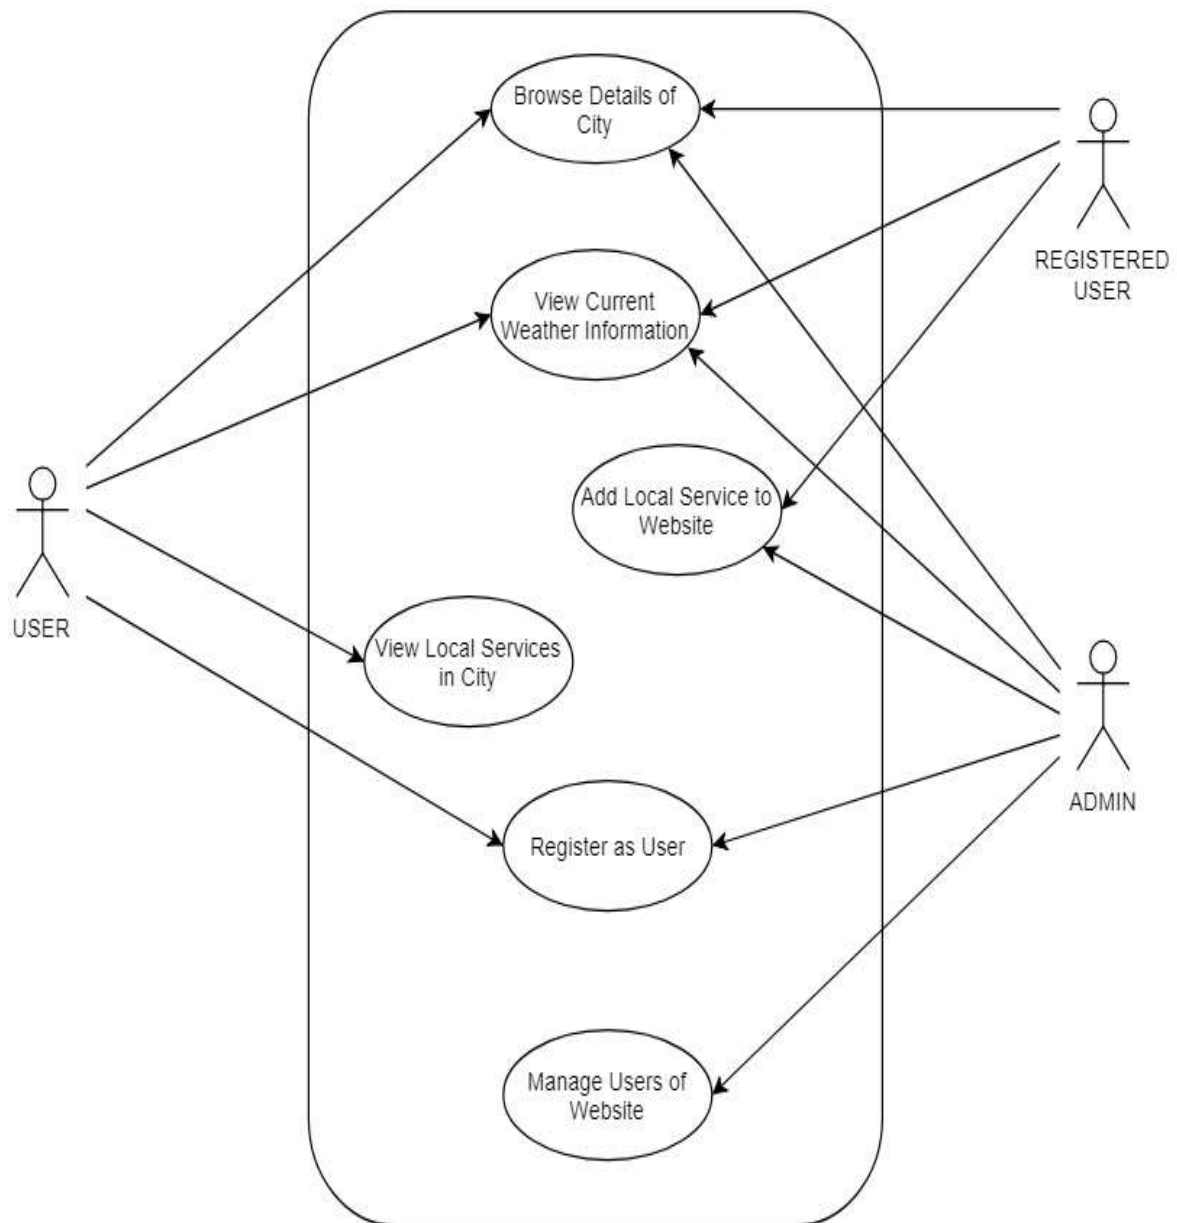 Browse Details of
City
REGISTERED
USER
View Current
Weather Information
Add Local Service to
Website
USER
View Local Services
in City
ADMIN
Register as User
Manage Users of
Website